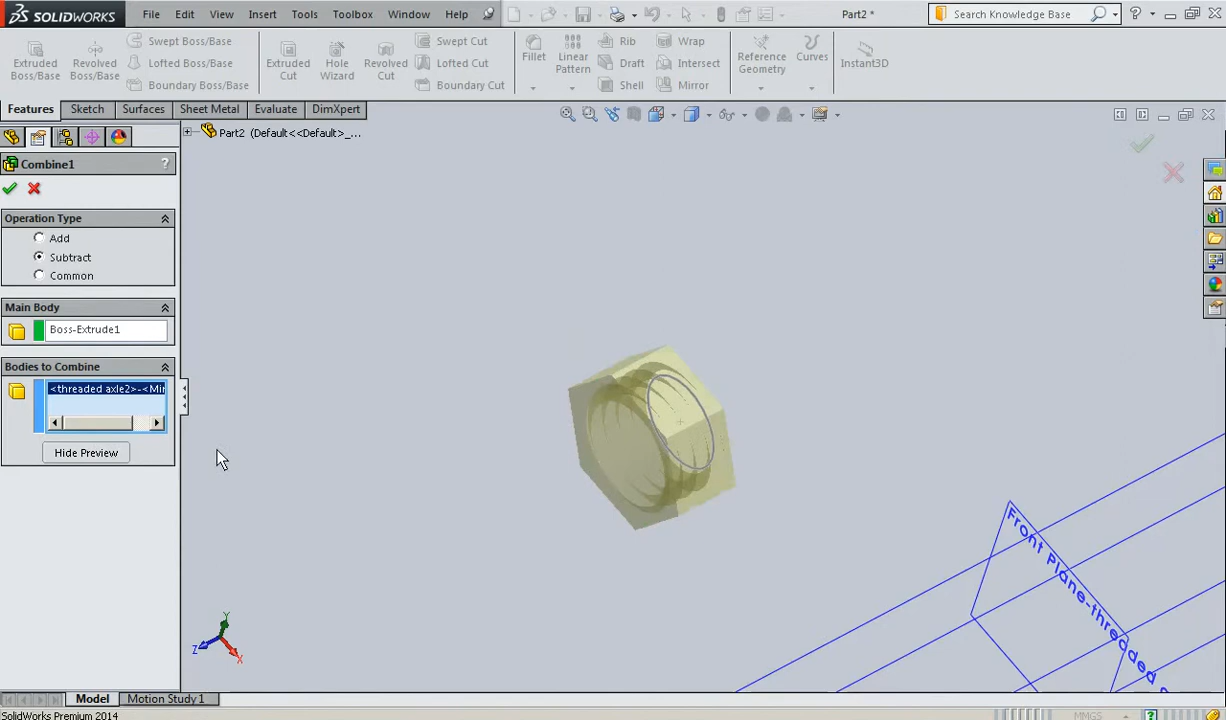 SOLIDWORKS File Edit View Insert Tools Toolbox Window Help Part2 * Search Knowledge Base ?
Extruded Boss/Base
Revolved Boss/Base
Swept Boss/Base
Lofted Boss/Base
Boundary Boss/Base
Extruded Cut
Hole Wizard
Revolved Cut
Swept Cut
Lofted Cut
Boundary Cut
Fillet
Linear Pattern
Rib
Draft
Shell
Wrap
Intersect
Mirror
Reference Geometry
Curves
Instant3D
Features Sketch Surfaces Sheet Metal Evaluate DimXpert
Part2 (Default<<Default>_...
Combine1 ?
Operation Type
Add
Subtract
Common
Main Body
Boss-Extrude1
Bodies to Combine
<threaded axle2>-<Mir
Hide Preview
Front Plane-threaded
Y
Z
X
Model Motion Study 1
SolidWorks Premium 2014 MMGS ?